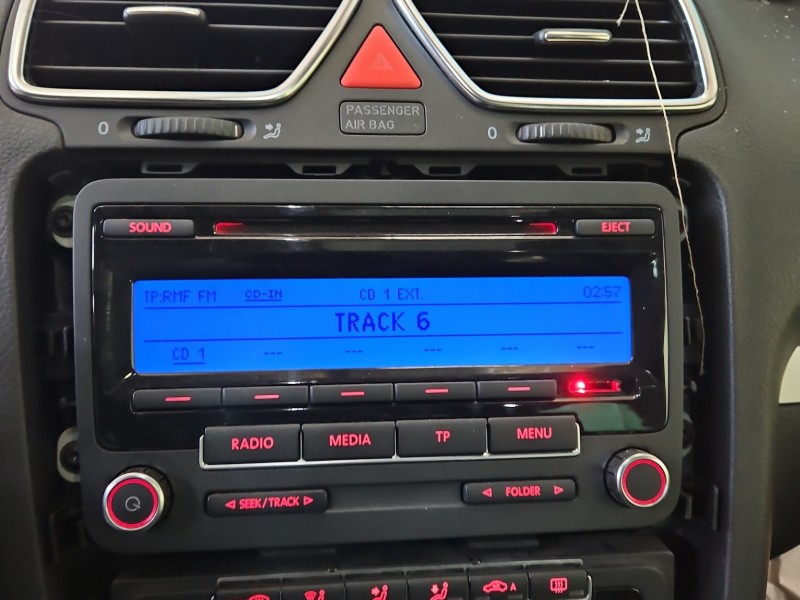 PASSENGER
AIR BAG
0
0
SOUND
EJECT
TP:RMF FM CD-IN CD 1 EXT. 02:57
TRACK 6
CD 1 --- --- --- --- ---
RADIO MEDIA TP MENU
SEEK/TRACK FOLDER
A